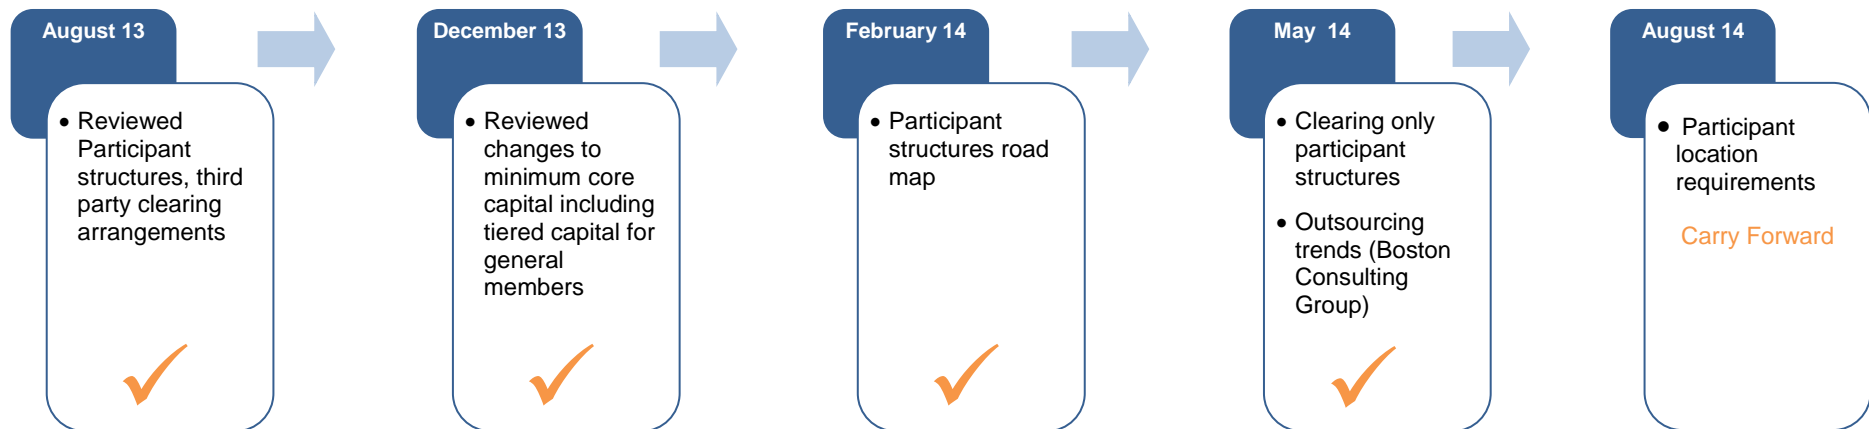 August 13
• Reviewed
Participant
structures, third
party clearing
arrangements
December 13
• Reviewed
changes to
minimum core
capital including
tiered capital for
general
members
February 14
• Participant
structures road
map
May 14
• Clearing only
participant
structures
• Outsourcing
trends (Boston
Consulting
Group)
August 14
• Participant
location
requirements
Carry Forward